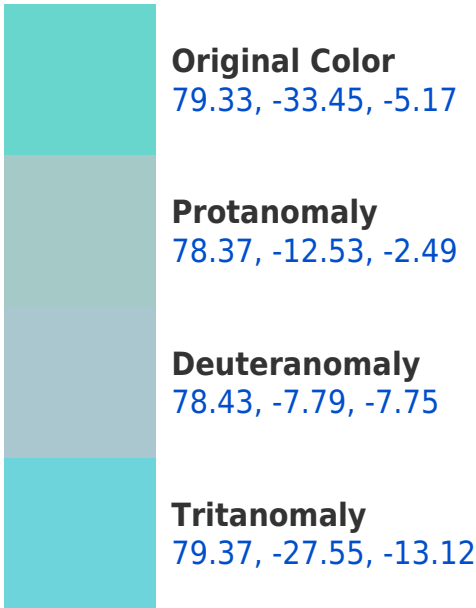 Original Color
79.33, -33.45, -5.17
Protanomaly
78.37, -12.53, -2.49
Deuteranomaly
78.43, -7.79, -7.75
Tritanomaly
79.37, -27.55, -13.12